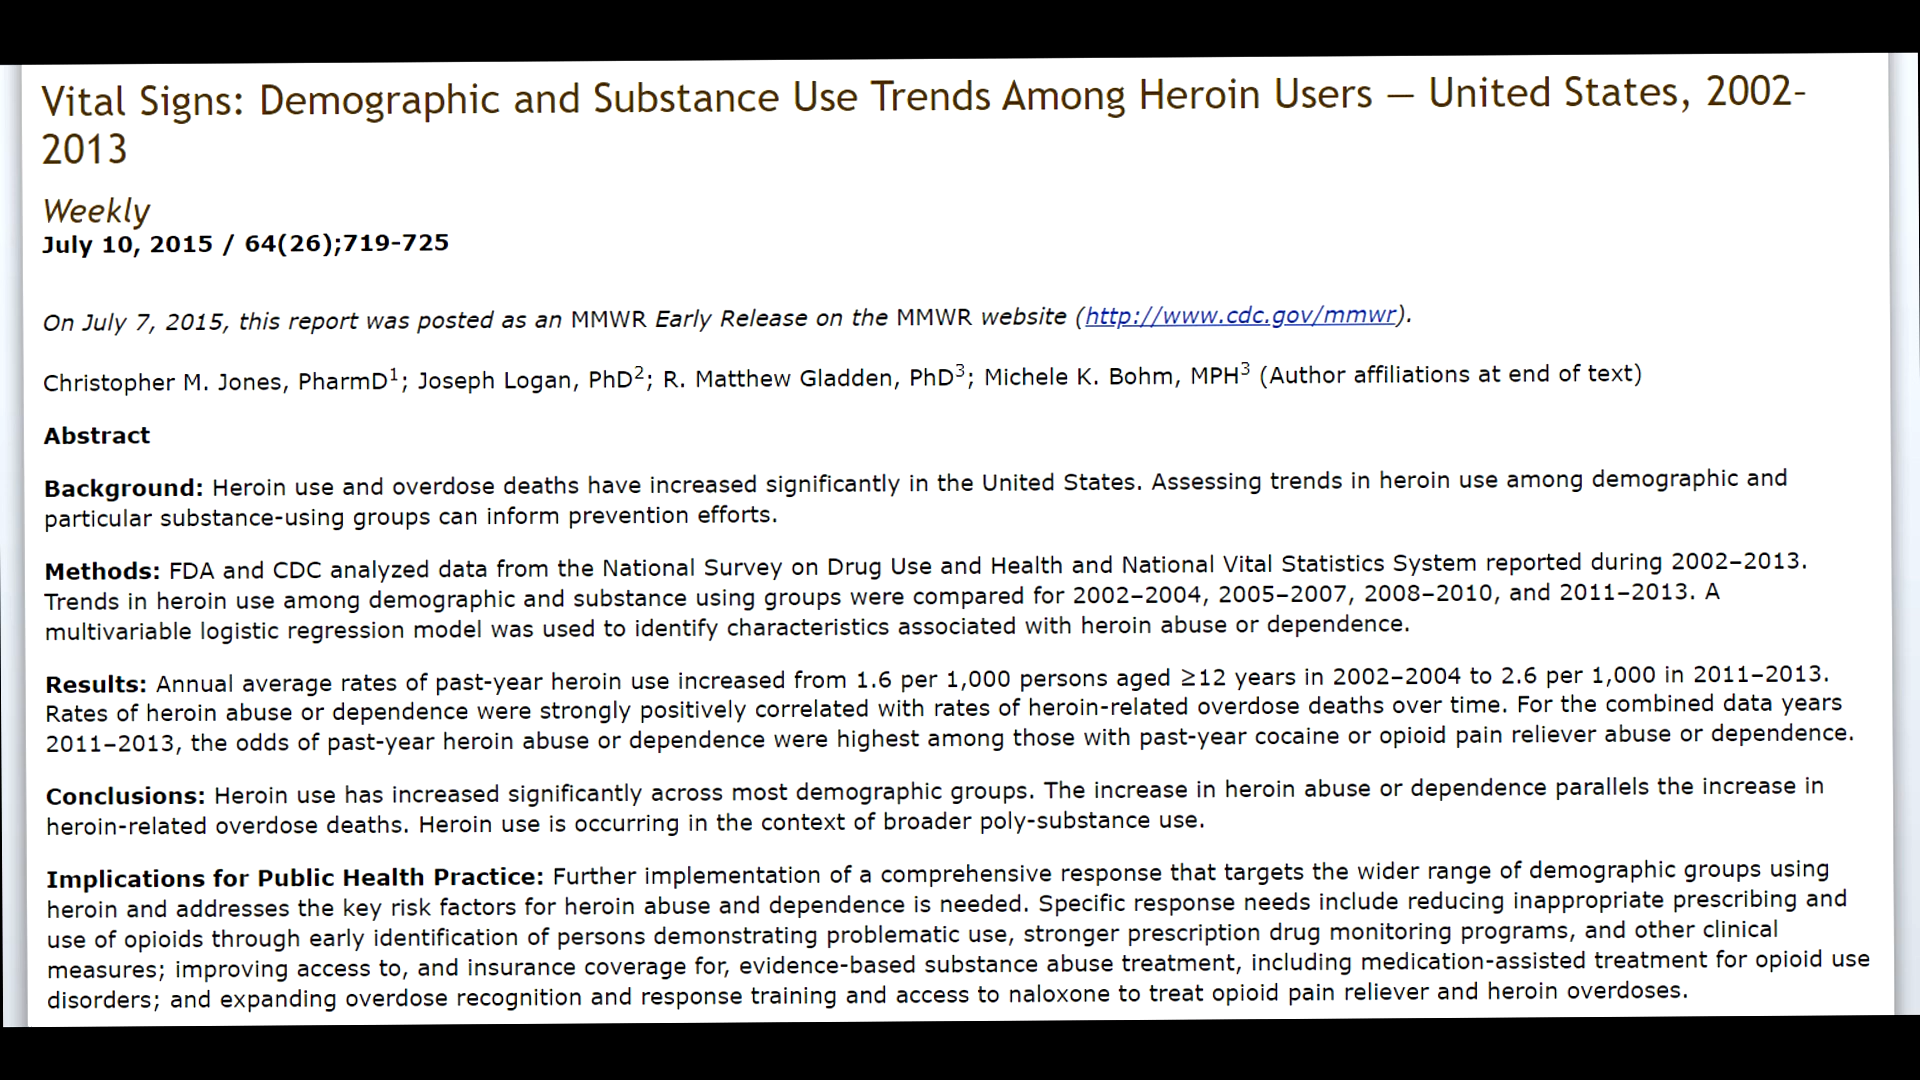 Vital Signs: Demographic and Substance Use Trends Among Heroin Users — United States, 2002-
2013
Weekly
July 10, 2015 / 64(26);719-725
On July 7, 2015, this report was posted as an MMWR Early Release on the MMWR website (http://www.cdc.gov/mmwr).
Christopher M. Jones, PharmD1; Joseph Logan, PhD2; R. Matthew Gladden, PhD3; Michele K. Bohm, MPH3 (Author affiliations at end of text)
Abstract
Background: Heroin use and overdose deaths have increased significantly in the United States. Assessing trends in heroin use among demographic and
particular substance-using groups can inform prevention efforts.
Methods: FDA and CDC analyzed data from the National Survey on Drug Use and Health and National Vital Statistics System reported during 2002–2013.
Trends in heroin use among demographic and substance using groups were compared for 2002–2004, 2005–2007, 2008–2010, and 2011–2013. A
multivariable logistic regression model was used to identify characteristics associated with heroin abuse or dependence.
Results: Annual average rates of past-year heroin use increased from 1.6 per 1,000 persons aged ≥12 years in 2002–2004 to 2.6 per 1,000 in 2011–2013.
Rates of heroin abuse or dependence were strongly positively correlated with rates of heroin-related overdose deaths over time. For the combined data years
2011–2013, the odds of past-year heroin abuse or dependence were highest among those with past-year cocaine or opioid pain reliever abuse or dependence.
Conclusions: Heroin use has increased significantly across most demographic groups. The increase in heroin abuse or dependence parallels the increase in
heroin-related overdose deaths. Heroin use is occurring in the context of broader poly-substance use.
Implications for Public Health Practice: Further implementation of a comprehensive response that targets the wider range of demographic groups using
heroin and addresses the key risk factors for heroin abuse and dependence is needed. Specific response needs include reducing inappropriate prescribing and
use of opioids through early identification of persons demonstrating problematic use, stronger prescription drug monitoring programs, and other clinical
measures; improving access to, and insurance coverage for, evidence-based substance abuse treatment, including medication-assisted treatment for opioid use
disorders; and expanding overdose recognition and response training and access to naloxone to treat opioid pain reliever and heroin overdoses.